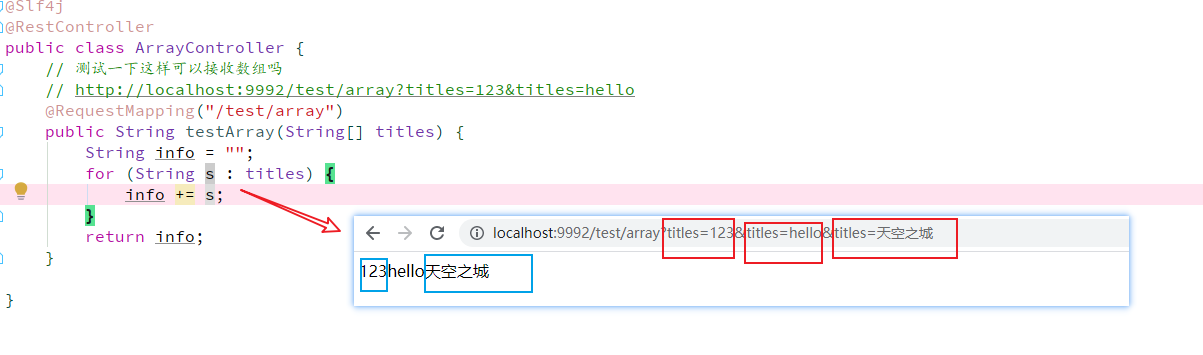 @Slf4j
@RestController
public class ArrayController {
// 测试一下这样可以接收数组吗
// http://localhost:9992/test/array?titles=123&titles=hello
@RequestMapping("/test/array")
public String testArray(String[] titles) {
String info = "";
for (String s : titles) {
info += s;
}
return info;
}
}
localhost:9992/test/array?titles=123&titles=hello&titles=天空之城
123hello天空之城